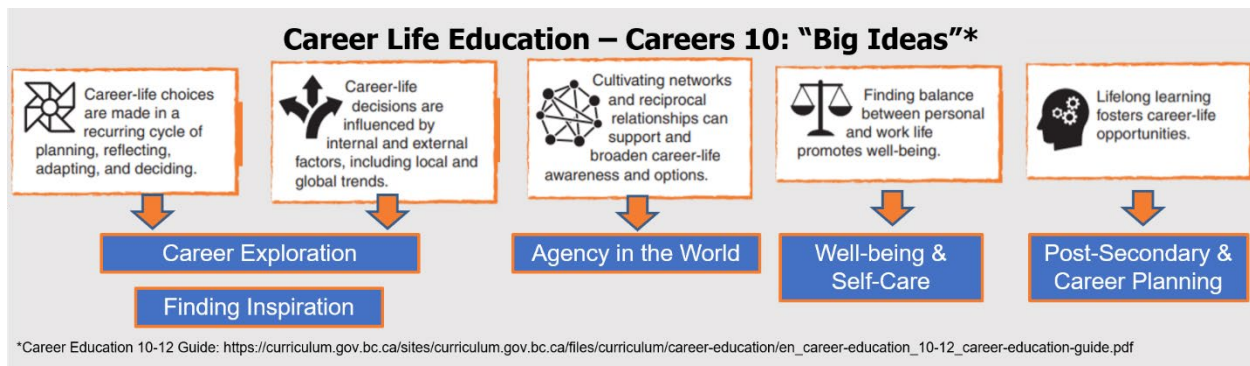 Career Life Education – Careers 10: “Big Ideas”*
Career-life choices
are made in a
recurring cycle of
planning, reflecting,
adapting, and deciding.
Career-life
decisions are
influenced by
internal and external
factors, including local and
global trends.
Cultivating networks
and reciprocal
relationships can
support and
broaden career-life
awareness and options.
Finding balance
between personal
and work life
promotes well-being.
Lifelong learning
fosters career-life
opportunities.
Career Exploration
Finding Inspiration
Agency in the World
Well-being &
Self-Care
Post-Secondary &
Career Planning
*Career Education 10-12 Guide: https://curriculum.gov.bc.ca/sites/curriculum.gov.bc.ca/files/curriculum/career-education/en_career-education_10-12_career-education-guide.pdf